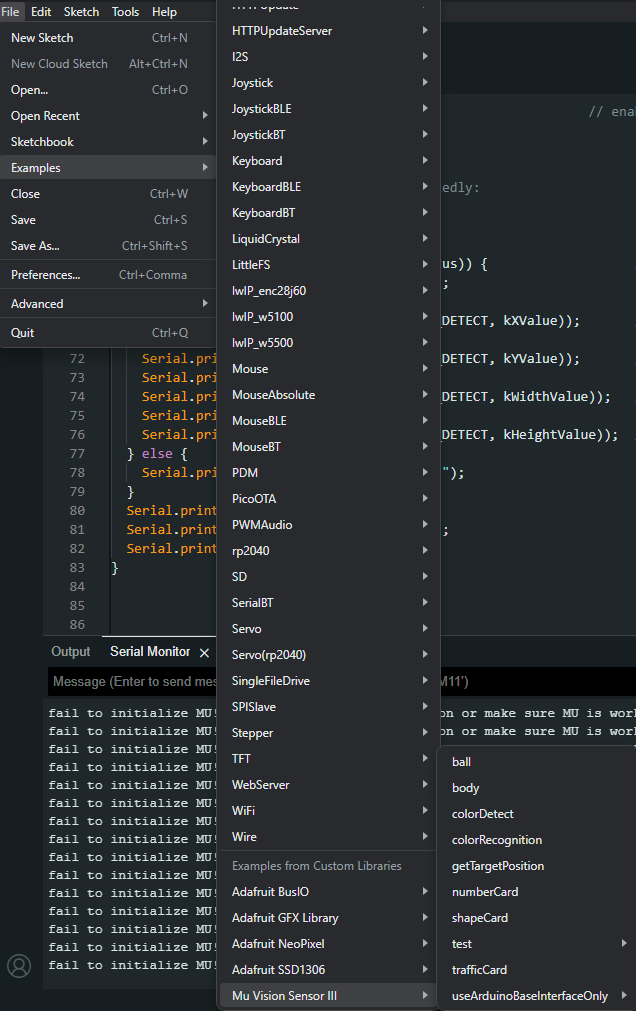 File Edit Sketch Tools Help
New Sketch Ctrl+N
New Cloud Sketch Alt+Ctrl+N
Open... Ctrl+O
Open Recent
Sketchbook
Examples
Close Ctrl+W
Save Ctrl+S
Save As... Ctrl+Shift+S
Preferences... Ctrl+Comma
Advanced
Quit Ctrl+Q
HTTPUpdate
HTTPUpdateServer
I2S
Joystick
JoystickBLE
JoystickBT
Keyboard
KeyboardBLE
KeyboardBT
LiquidCrystal
LittleFS
lwIP_enc28j60
lwIP_w5100
lwIP_w5500
Mouse
MouseAbsolute
MouseBLE
MouseBT
PDM
PicoOTA
PWMAudio
rp2040
SD
SerialBT
Servo
Servo(rp2040)
SingleFileDrive
SPISlave
Stepper
TFT
WebServer
WiFi
Wire
Examples from Custom Libraries
Adafruit BusIO
Adafruit GFX Library
Adafruit NeoPixel
Adafruit SSD1306
Mu Vision Sensor III
ball
body
colorDetect
colorRecognition
getTargetPosition
numberCard
shapeCard
test
trafficCard
useArduinoBaseInterfaceOnly
// enab
edly:
us)) {
;
_DETECT, kXValue));
72 Serial.pri _DETECT, kYValue));
73 Serial.pri
74 Serial.pri _DETECT, kWidthValue));
75 Serial.pri
76 Serial.pri _DETECT, kHeightValue));
77 } else {
78 Serial.pri ");
79 }
80 Serial.print
81 Serial.print ;
82 Serial.print
83 }
84
85
86
Output Serial Monitor
Message (Enter to send mes M11')
fail to initialize MU! on or make sure MU is work
fail to initialize MU! on or make sure MU is work
fail to initialize MU!
fail to initialize MU!
fail to initialize MU!
fail to initialize MU!
fail to initialize MU!
fail to initialize MU!
fail to initialize MU!
fail to initialize MU!
fail to initialize MU!
fail to initialize MU!
fail to initialize MU!
fail to initialize MU!
fail to initialize MU!